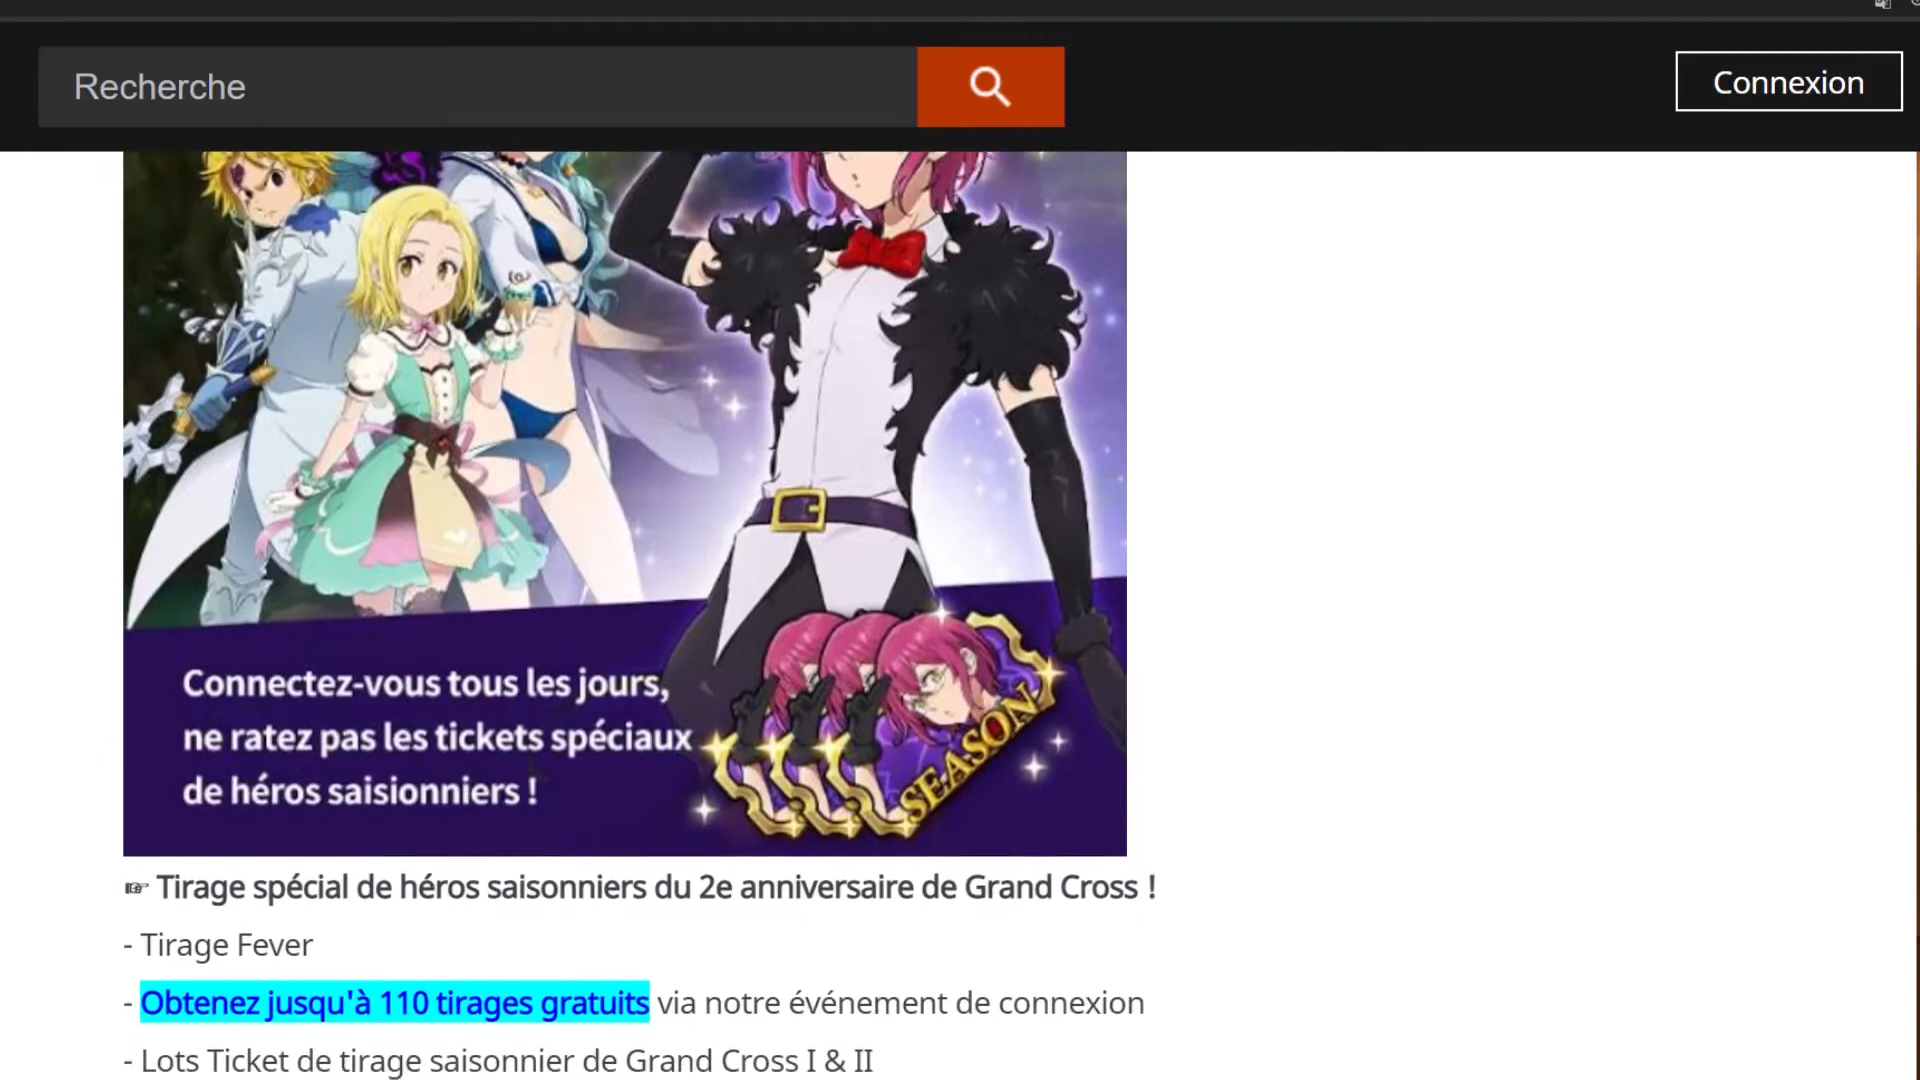 Recherche
Connexion
Connectez-vous tous les jours,
ne ratez pas les tickets spéciaux
de héros saisionniers !
SEASON
☞ Tirage spécial de héros saisonniers du 2e anniversaire de Grand Cross !
- Tirage Fever
- Obtenez jusqu'à 110 tirages gratuits via notre événement de connexion
- Lots Ticket de tirage saisonnier de Grand Cross I & II